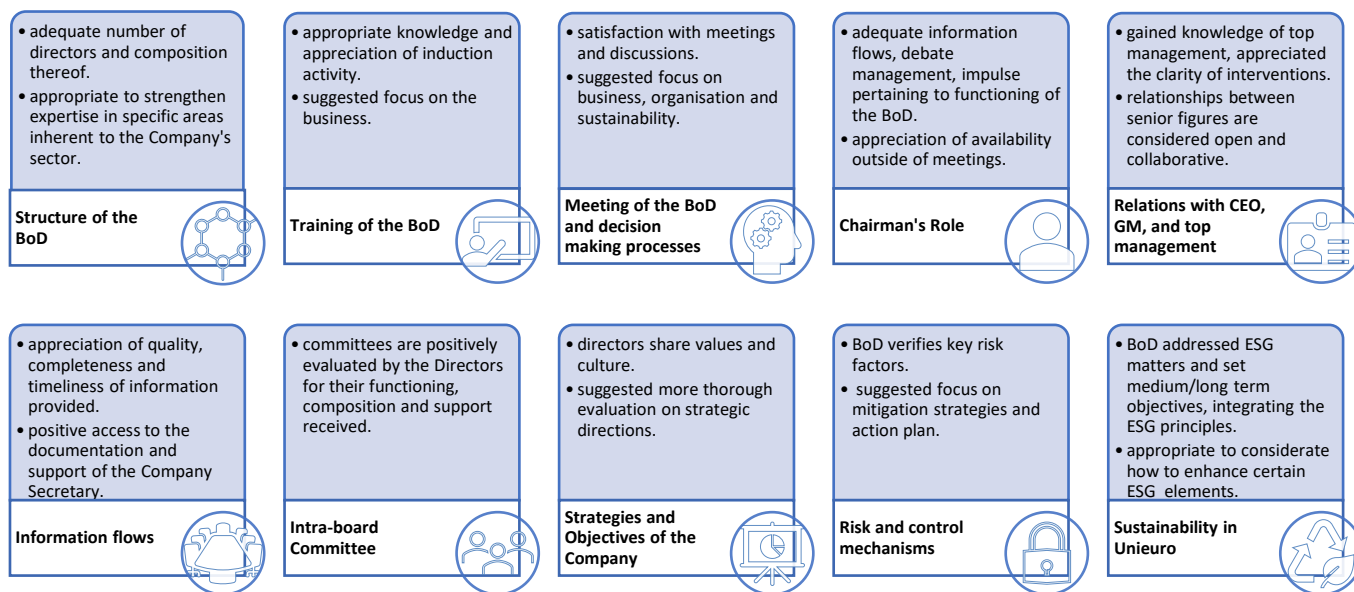 • adequate number of
directors and composition
thereof.
• appropriate to strengthen
expertise in specific areas
inherent to the Company's
sector.
Structure of the
BoD
• appropriate knowledge and
appreciation of induction
activity.
• suggested focus on the
business.
Training of the BoD
• satisfaction with meetings
and discussions.
• suggested focus on
business, organisation and
sustainability.
Meeting of the BoD
and decision
making processes
• adequate information
flows, debate
management, impulse
pertaining to functioning of
the BoD.
• appreciation of availability
outside of meetings.
Chairman's Role
• gained knowledge of top
management, appreciated
the clarity of interventions.
• relationships between
senior figures are
considered open and
collaborative.
Relations with CEO,
GM, and top
management
• appreciation of quality,
completeness and
timeliness of information
provided.
• positive access to the
documentation and
support of the Company
Secretary.
Information flows
• committees are positively
evaluated by the Directors
for their functioning,
composition and support
received.
Intra-board
Committee
• directors share values and
culture.
• suggested more thorough
evaluation on strategic
directions.
Strategies and
Objectives of the
Company
• BoD verifies key risk
factors.
• suggested focus on
mitigation strategies and
action plan.
Risk and control
mechanisms
• BoD addressed ESG
matters and set
medium/long term
objectives, integrating the
ESG principles.
• appropriate to considerate
how to enhance certain
ESG elements.
Sustainability in
Unieuro